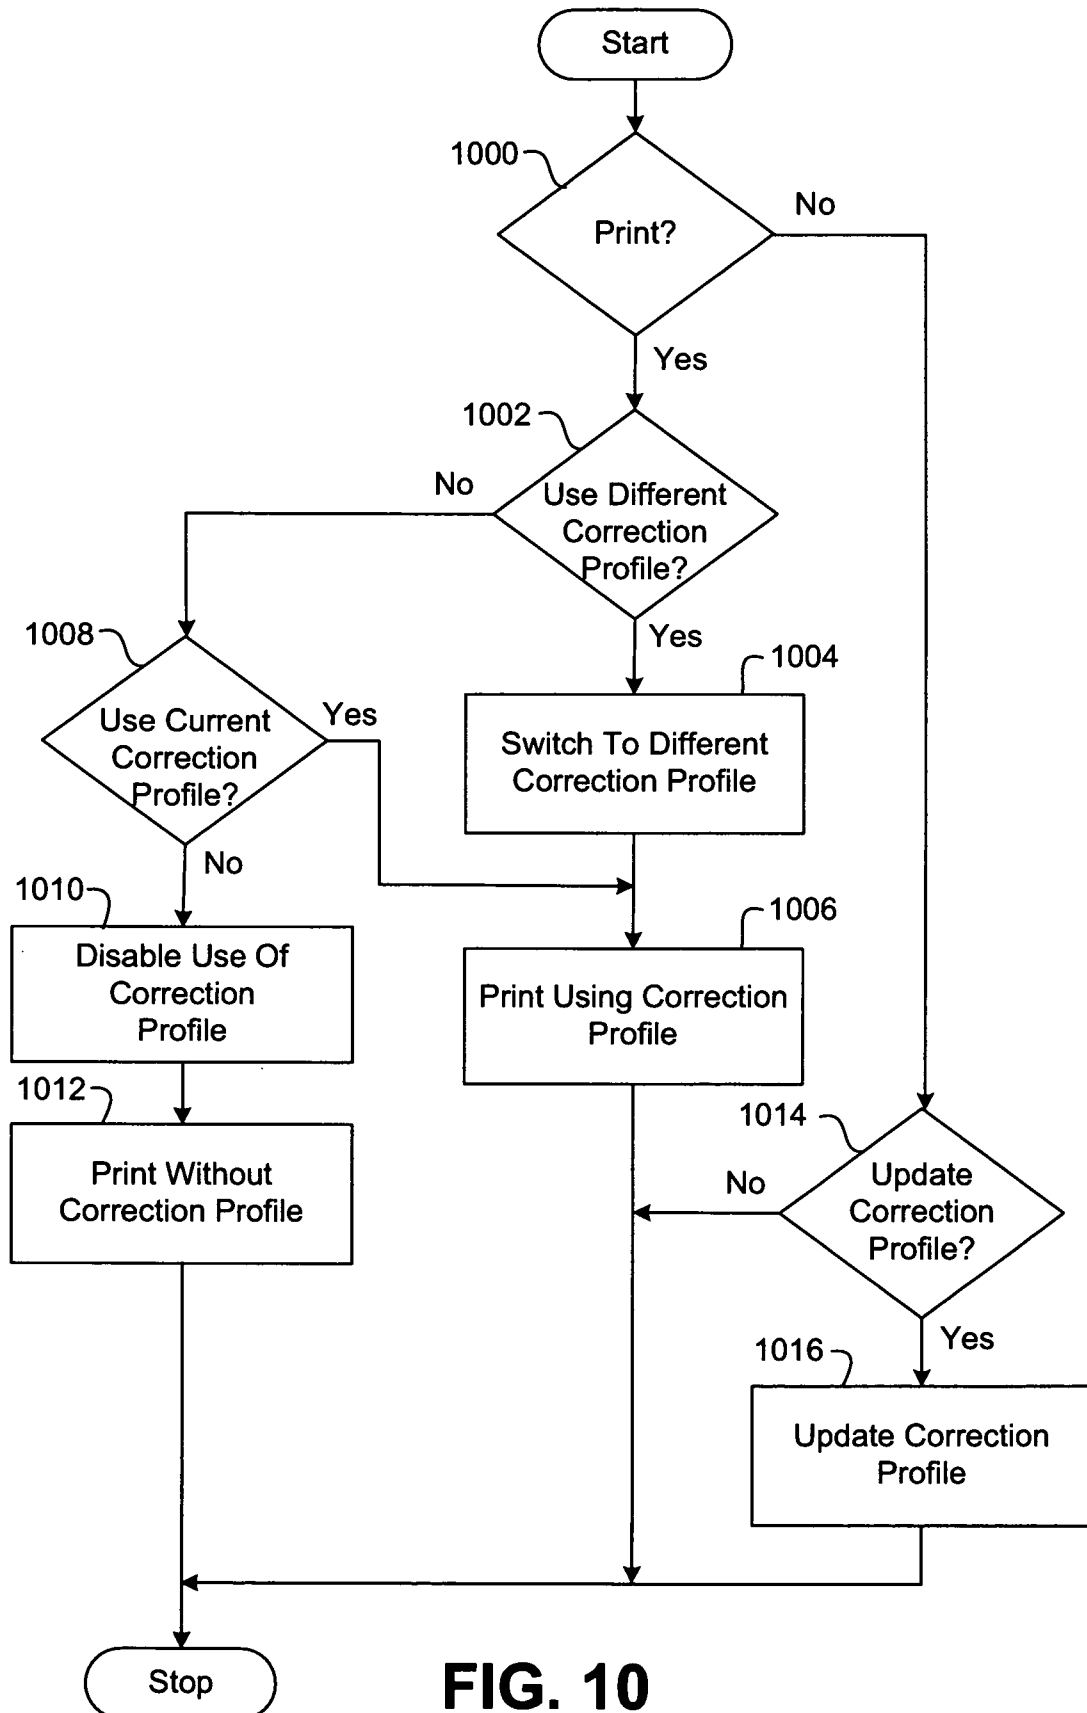 Start
1000
Print?
No
Yes
1002
Use Different
Correction
Profile?
No
Yes
1008
Use Current
Correction
Profile?
Yes
No
1004
Switch To Different
Correction Profile
1010
Disable Use Of
Correction
Profile
1006
Print Using Correction
Profile
1012
Print Without
Correction Profile
1014
Update
Correction
Profile?
No
Yes
1016
Update Correction
Profile
Stop
FIG. 10